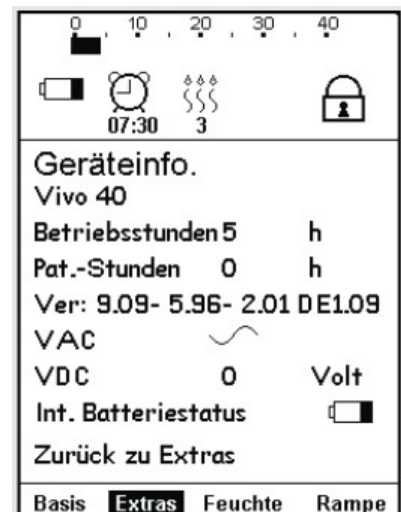 0 10 20 30 40
07:30 3
Geräteinfo.
Vivo 40
Betriebsstunden 5 h
Pat.-Stunden 0 h
Ver: 9.09- 5.96- 2.01 DE1.09
VAC
VDC 0 Volt
Int. Batteriestatus
Zurück zu Extras
Basis Extras Feuchte Rampe